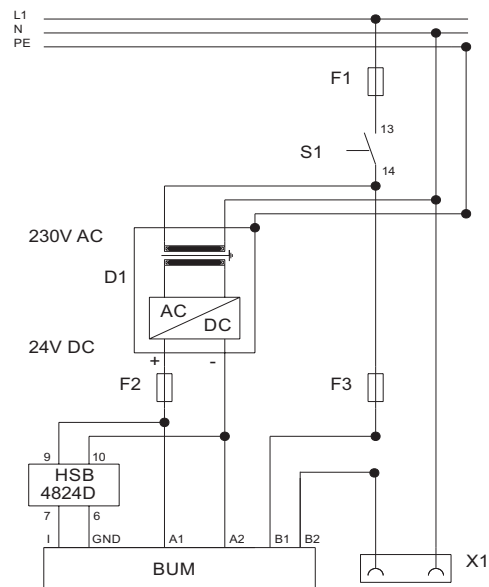 L1
N
PE
F1
13
S1
14
230V AC
D1
AC
DC
24V DC
+ -
F2
F3
9 10
HSB
4824D
7 6
I GND A1 A2 B1 B2
BUM
X1